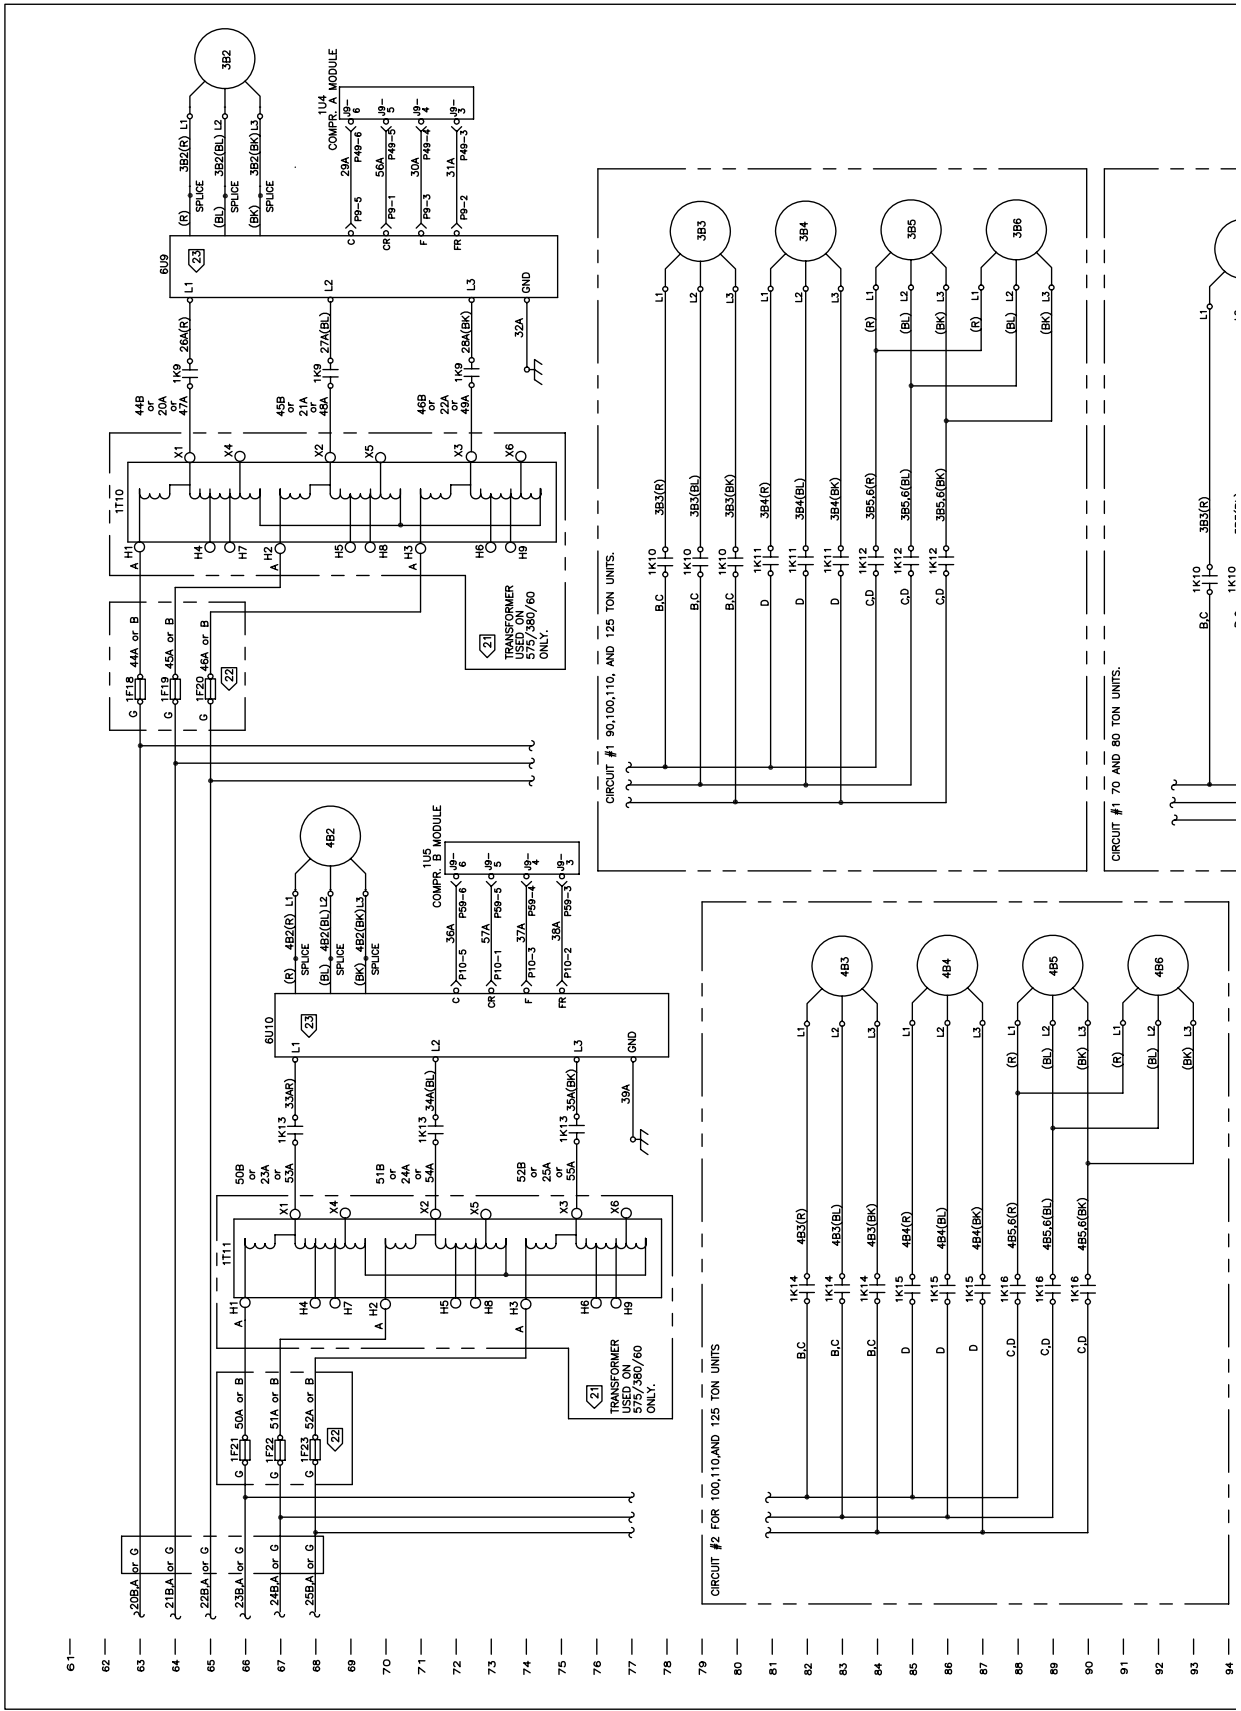 61
62
63
64
65
66
67
68
69
70
71
72
73
74
75
76
77
78
79
80
81
82
83
84
85
86
87
88
89
90
91
92
93
94
20B,A or G
21B,A or G
22B,A or G
23B,A or G
24B,A or G
25B,A or G
G 1F18 44A or B
G 1F19 45A or B
G 1F20 46A or B
22
A H1
H4
H7
A H2
H5
H8
A H3
H6
H9
1T10
X1
X4
X2
X5
X3
X6
21
TRANSFORMER
USED ON
575/380/60
ONLY.
44B
or
20A
or
47A
45B
or
21A
or
48A
46B
or
22A
or
49A
1K9 26A(R)
1K9 27A(BL)
1K9 28A(BK)
32A
6U9
23
L1
L2
L3
GND
(R) SPLICE 3B2(R) L1
(BL) SPLICE 3B2(BL) L2
(BK) SPLICE 3B2(BK) L3
3B2
1U4
COMPR. A MODULE
C P9-5 29A P49-6 J9-6
CR P9-1 56A P49-5 J9-5
F P9-3 30A P49-4 J9-4
FR P9-2 31A P49-3 J9-3
G 1F21 50A or B
G 1F22 51A or B
G 1F23 52A or B
22
A H1
H4
H7
A H2
H5
H8
A H3
H6
H9
1T11
X1
X4
X2
X5
X3
X6
21
TRANSFORMER
USED ON
575/380/60
ONLY.
50B
or
23A
or
53A
51B
or
24A
or
54A
52B
or
25A
or
55A
1K13 33AR)
1K13 34A(BL)
1K13 35A(BK)
39A
6U10
23
L1
L2
L3
GND
(R) SPLICE 4B2(R) L1
(BL) SPLICE 4B2(BL) L2
(BK) SPLICE 4B2(BK) L3
4B2
1U5
COMPR. B MODULE
C P10-5 36A P59-6 J9-6
CR P10-1 57A P59-5 J9-5
F P10-3 37A P59-4 J9-4
FR P10-2 38A P59-3 J9-3
CIRCUIT #1 90,100,110, AND 125 TON UNITS.
B,C 1K10 3B3(R) L1
B,C 1K10 3B3(BL) L2
B,C 1K10 3B3(BK) L3
3B3
D 1K11 3B4(R) L1
D 1K11 3B4(BL) L2
D 1K11 3B4(BK) L3
3B4
C,D 1K12 3B5,6(R) (R) L1
C,D 1K12 3B5,6(BL) (BL) L2
C,D 1K12 3B5,6(BK) (BK) L3
3B5
(R) L1
(BL) L2
(BK) L3
3B6
CIRCUIT #2 FOR 100,110,AND 125 TON UNITS
B,C 1K14 4B3(R) L1
B,C 1K14 4B3(BL) L2
B,C 1K14 4B3(BK) L3
4B3
D 1K15 4B4(R) L1
D 1K15 4B4(BL) L2
D 1K15 4B4(BK) L3
4B4
C,D 1K16 4B5,6(R) (R) L1
C,D 1K16 4B5,6(BL) (BL) L2
C,D 1K16 4B5,6(BK) (BK) L3
4B5
(R) L1
(BL) L2
(BK) L3
4B6
CIRCUIT #1 70 AND 80 TON UNITS.
B,C 1K10 3B3(R) L1
1K10